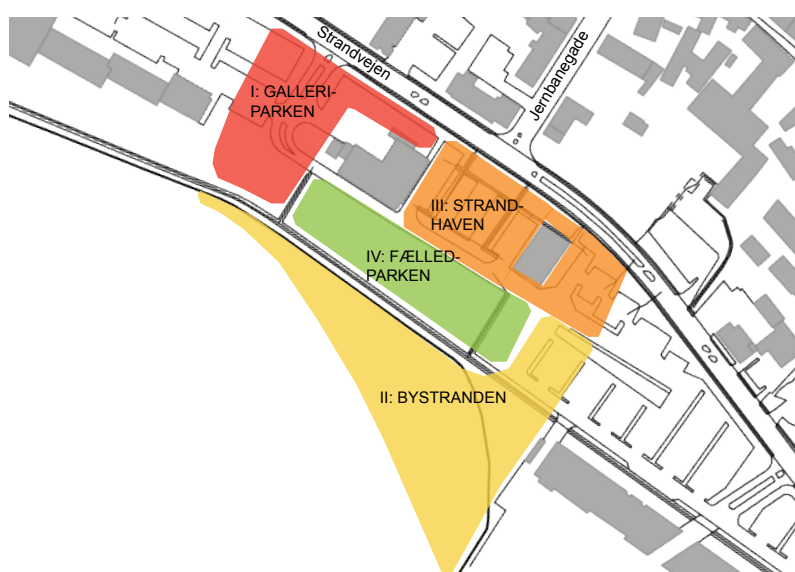 Strandvejen
Jernbanegade
I: GALLERI-
PARKEN
III: STRAND-
HAVEN
IV: FÆLLED-
PARKEN
II: BYSTRANDEN